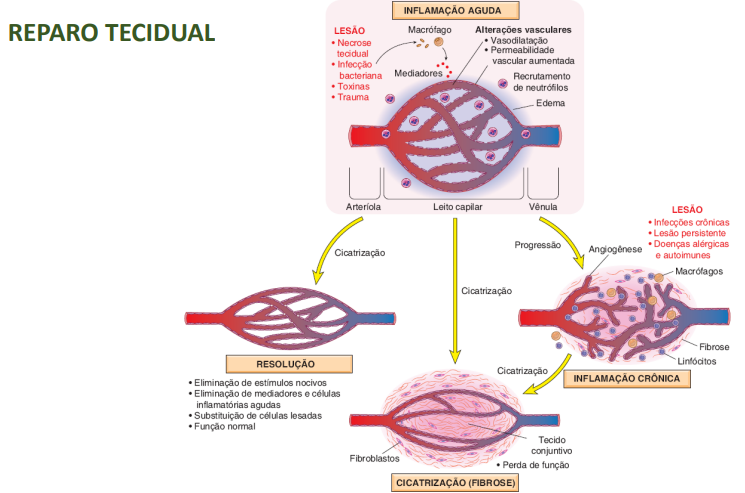 REPARO TECIDUAL
INFLAMAÇÃO AGUDA
LESÃO
• Necrose
tecidual
• Infecção
bacteriana
• Toxinas
• Trauma
Macrófago
Mediadores
Alterações vasculares
• Vasodilatação
• Permeabilidade
vascular aumentada
Recrutamento
de neutrófilos
Edema
Arteríola
Leito capilar
Vênula
Cicatrização
Cicatrização
Progressão
LESÃO
• Infecções crônicas
• Lesão persistente
• Doenças alérgicas
e autoimunes
Angiogênese
Macrófagos
Fibrose
Linfócitos
INFLAMAÇÃO CRÔNICA
RESOLUÇÃO
• Eliminação de estímulos nocivos
• Eliminação de mediadores e células
inflamatórias agudas
• Substituição de células lesadas
• Função normal
Cicatrização
Fibroblastos
Tecido
conjuntivo
• Perda de função
CICATRIZAÇÃO (FIBROSE)